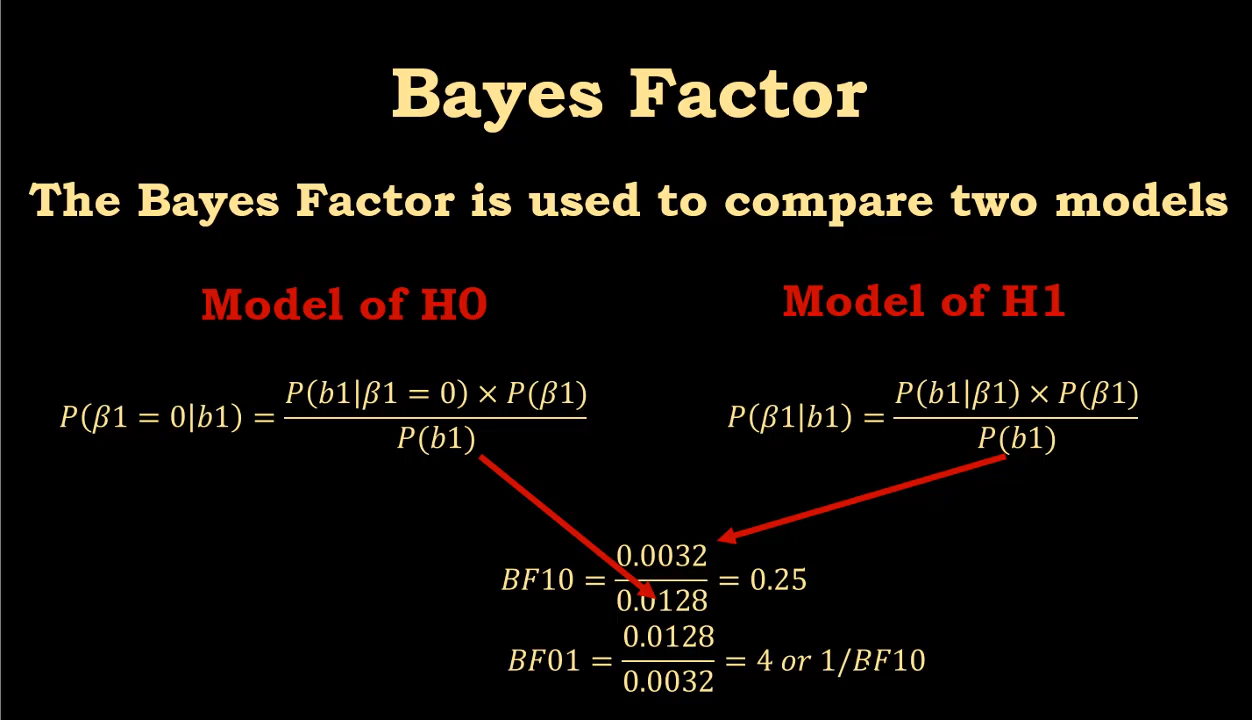 Bayes Factor
The Bayes Factor is used to compare two models
Model of H0
Model of H1
P(β1 = 0|b1) = P(b1|β1 = 0) × P(β1) / P(b1)
P(β1|b1) = P(b1|β1) × P(β1) / P(b1)
BF10 = 0.0032 / 0.0128 = 0.25
BF01 = 0.0128 / 0.0032 = 4 or 1/BF10